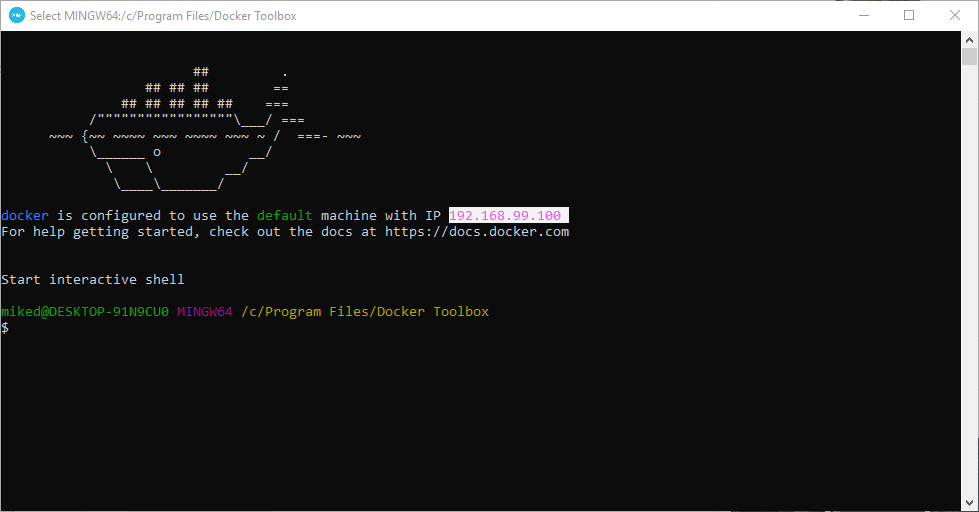 Select MINGW64:/c/Program Files/Docker Toolbox
                        ##         .
                  ## ## ##        ==
               ## ## ## ## ##    ===
           /"""""""""""""""""\___/ ===
      ~~~ {~~ ~~~~ ~~~ ~~~~ ~~~ ~ /  ===- ~~~
           \______ o           __/
             \    \         __/
              \____\_______/
docker is configured to use the default machine with IP 192.168.99.100
For help getting started, check out the docs at https://docs.docker.com
Start interactive shell
miked@DESKTOP-91N9CU0 MINGW64 /c/Program Files/Docker Toolbox
$